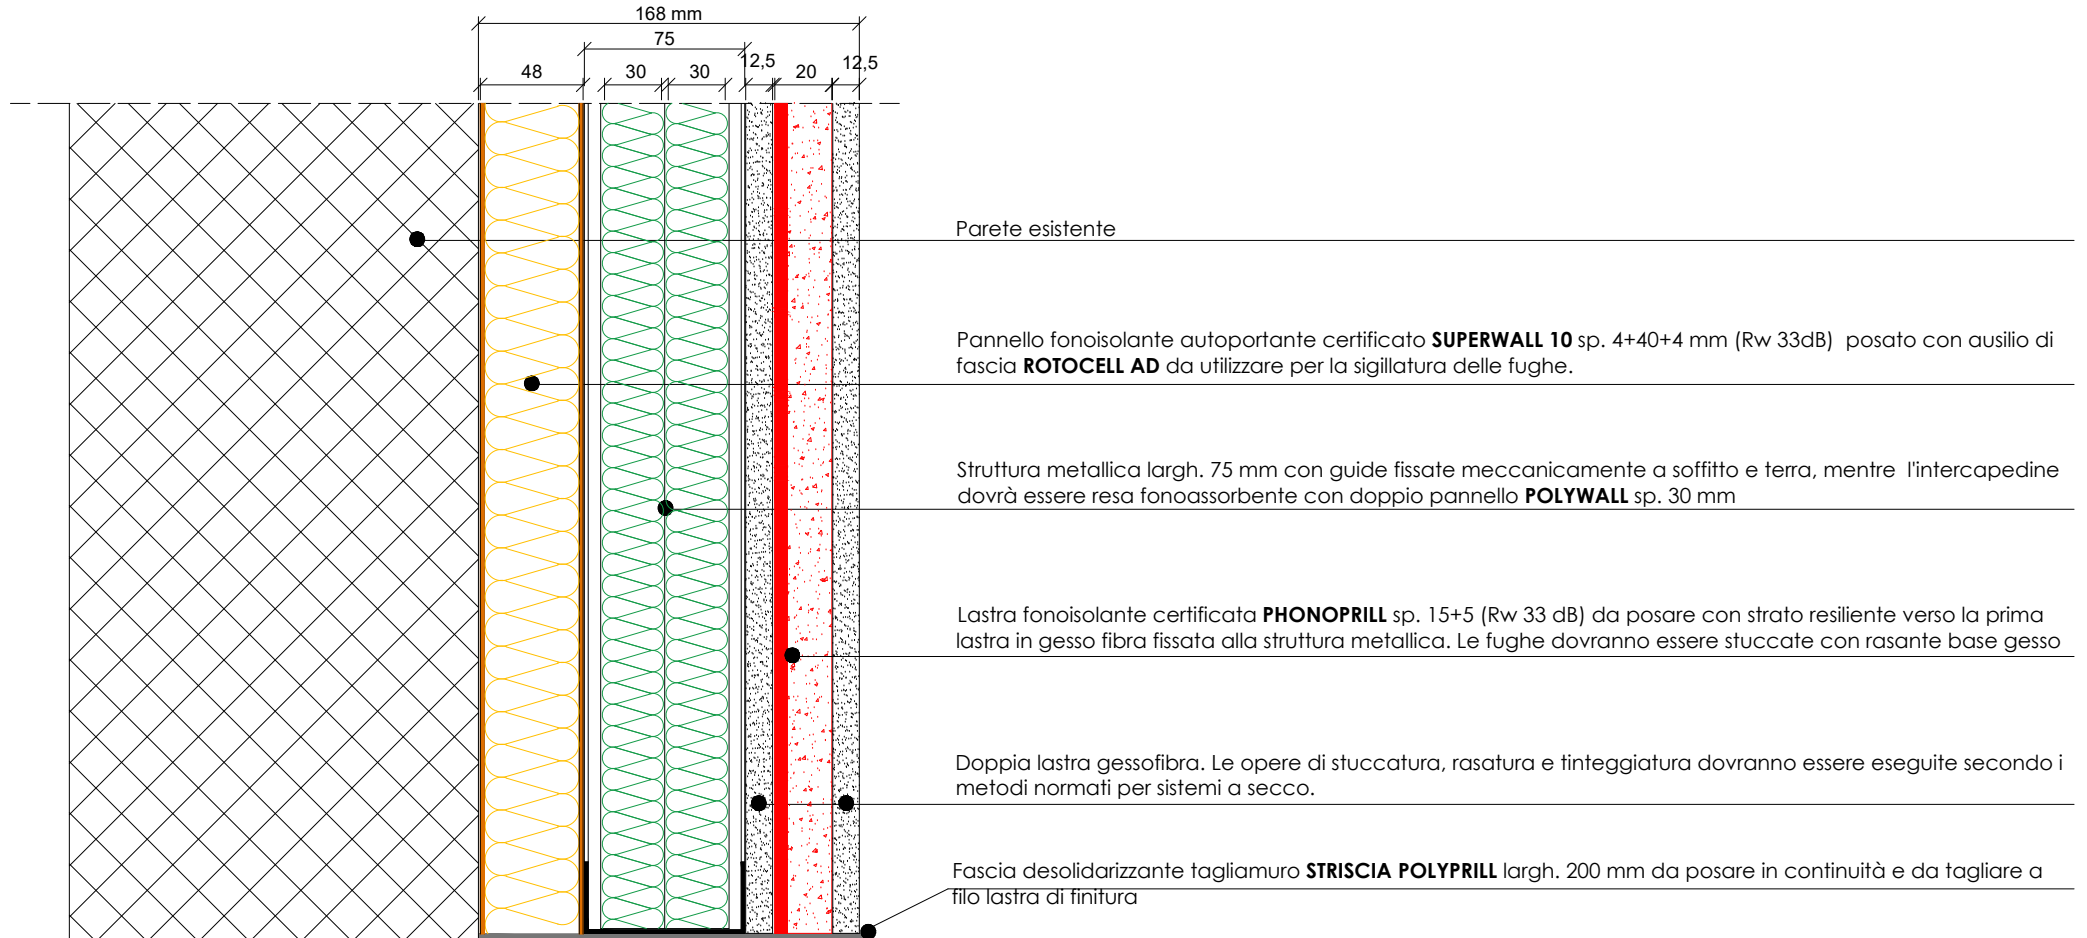 168 mm
75
48
30
30
12,5
20
12,5
Parete esistente
Pannello fonoisolante autoportante certificato SUPERWALL 10 sp. 4+40+4 mm (Rw 33dB)  posato con ausilio di
fascia ROTOCELL AD da utilizzare per la sigillatura delle fughe.
Struttura metallica largh. 75 mm con guide fissate meccanicamente a soffitto e terra, mentre  l'intercapedine
dovrà essere resa fonoassorbente con doppio pannello POLYWALL sp. 30 mm
Lastra fonoisolante certificata PHONOPRILL sp. 15+5 (Rw 33 dB) da posare con strato resiliente verso la prima
lastra in gesso fibra fissata alla struttura metallica. Le fughe dovranno essere stuccate con rasante base gesso
Doppia lastra gessofibra. Le opere di stuccatura, rasatura e tinteggiatura dovranno essere eseguite secondo i
metodi normati per sistemi a secco.
Fascia desolidarizzante tagliamuro STRISCIA POLYPRILL largh. 200 mm da posare in continuità e da tagliare a
filo lastra di finitura